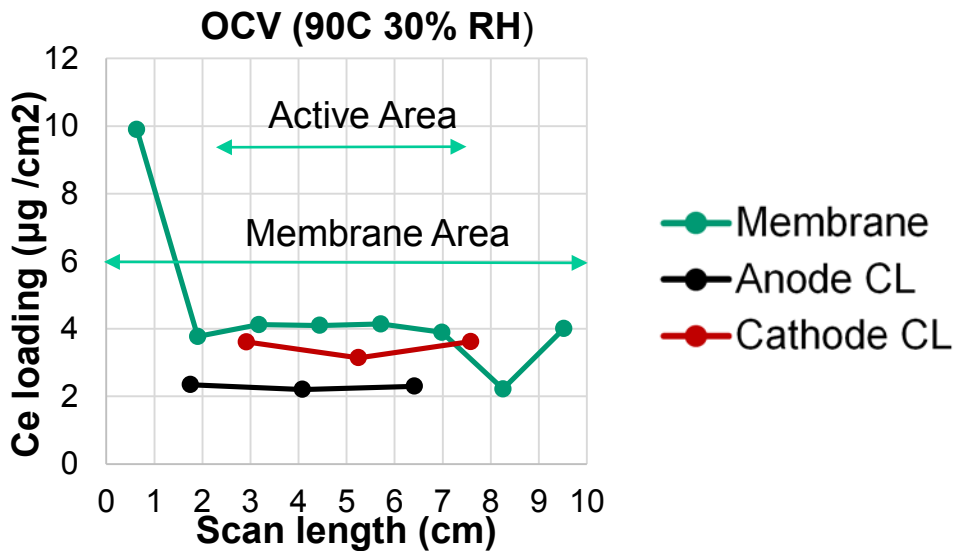 OCV (90C 30% RH)
12
10
8
6
4
2
0
Ce loading (µg /cm2)
Active Area
Membrane Area
0 1 2 3 4 5 6 7 8 9 10
Scan length (cm)
Membrane
Anode CL
Cathode CL